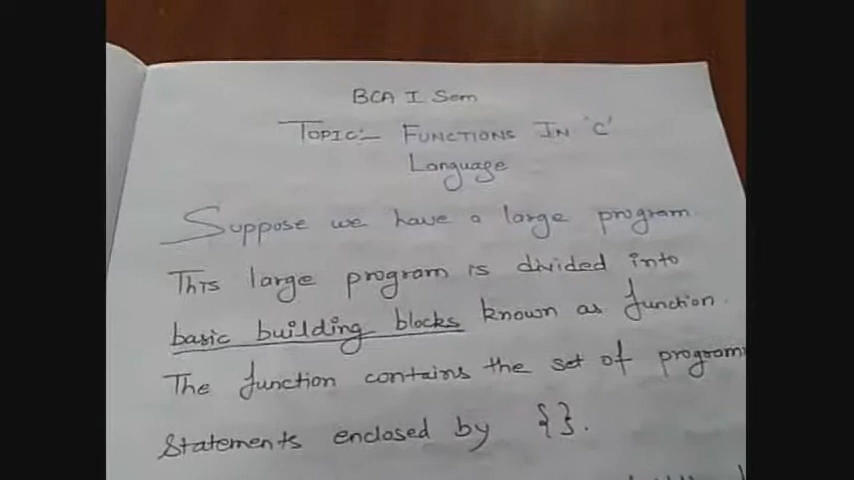 BCA I Sem
TOPIC:- FUNCTIONS IN 'C'
Language
Suppose we have a large program.
This large program is divided into
basic building blocks known as function.
The function contains the set of program
Statements enclosed by {}.